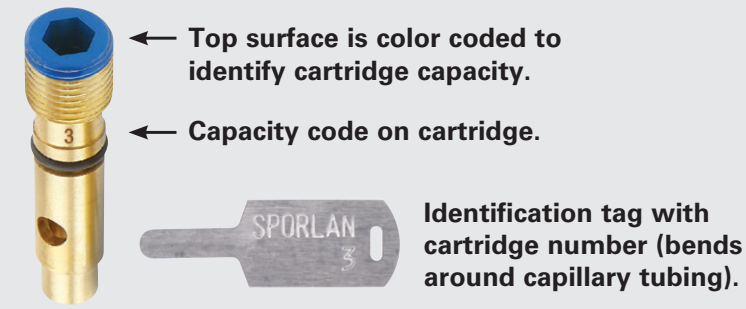 Top surface is color coded to
identify cartridge capacity.
3
Capacity code on cartridge.
SPORLAN
3
Identification tag with
cartridge number (bends
around capillary tubing).